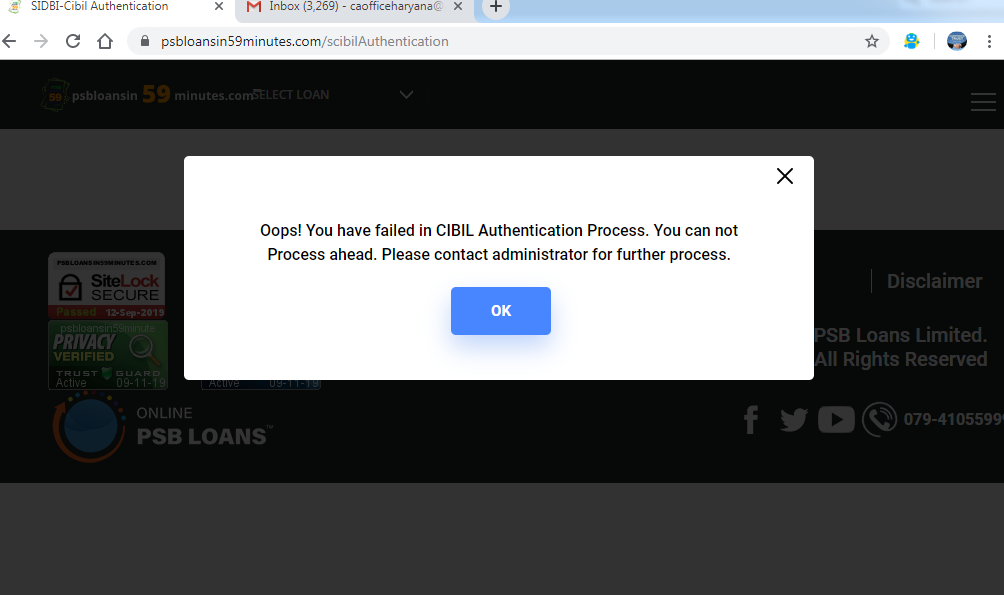 SIDBI-Cibil Authentication
Inbox (3,269) - caofficeharyana@
psbloansin59minutes.com/scibilAuthentication
psbloansin 59 minutes.com
SELECT LOAN
Oops! You have failed in CIBIL Authentication Process. You can not
Process ahead. Please contact administrator for further process.
OK
PSBLOANSIN59MINUTES.COM
SiteLock
SECURE
Passed 12-Sep-2019
psbloansin59minute
PRIVACY
VERIFIED
TRUST GUARD
Active 09-11-19
Active 09-11-19
Disclaimer
PSB Loans Limited.
All Rights Reserved
ONLINE
PSB LOANS™
079-4105599